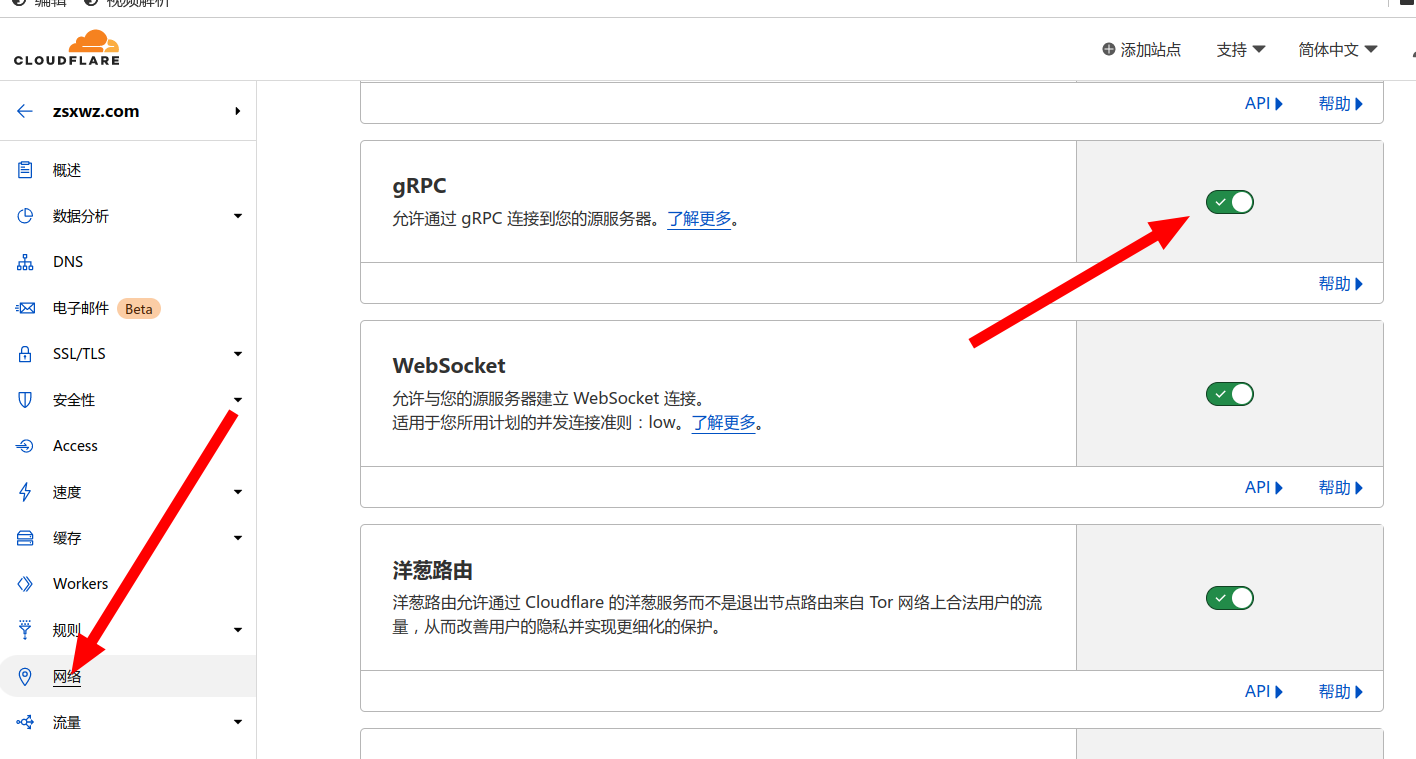 编辑 视频解析
CLOUDFLARE
添加站点 支持 简体中文
zsxwz.com
概述
数据分析
DNS
电子邮件 Beta
SSL/TLS
安全性
Access
速度
缓存
Workers
规则
网络
流量
API 帮助
gRPC
允许通过 gRPC 连接到您的源服务器。了解更多。
帮助
WebSocket
允许与您的源服务器建立 WebSocket 连接。
适用于您所用计划的并发连接准则：low。了解更多。
API 帮助
洋葱路由
洋葱路由允许通过 Cloudflare 的洋葱服务而不是退出节点路由来自 Tor 网络上合法用户的流
量，从而改善用户的隐私并实现更细化的保护。
API 帮助